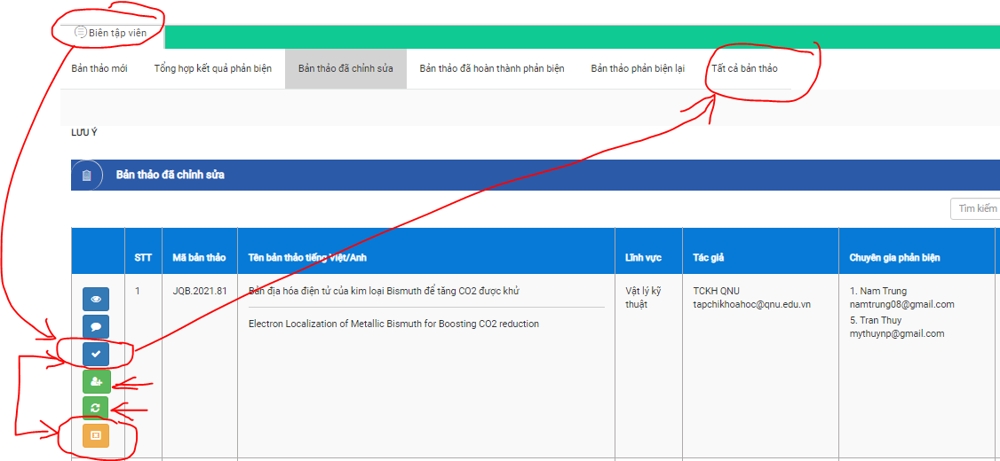 Biên tập viên
Bản thảo mới Tổng hợp kết quả phản biện Bản thảo đã chỉnh sửa Bản thảo đã hoàn thành phản biện Bản thảo phản biện lại Tất cả bản thảo
LƯU Ý
Bản thảo đã chỉnh sửa
Tìm kiếm
STT Mã bản thảo Tên bản thảo tiếng Việt/Anh Lĩnh vực Tác giả Chuyên gia phản biện
1 JQB.2021.81 Bản địa hóa điện tử của kim loại Bismuth để tăng CO2 được khử Vật lý kỹ TCKH QNU 1. Nam Trung
thuật tapchikhoahoc@qnu.edu.vn namtrung08@gmail.com
Electron Localization of Metallic Bismuth for Boosting CO2 reduction 5. Tran Thuy
mythuynp@gmail.com